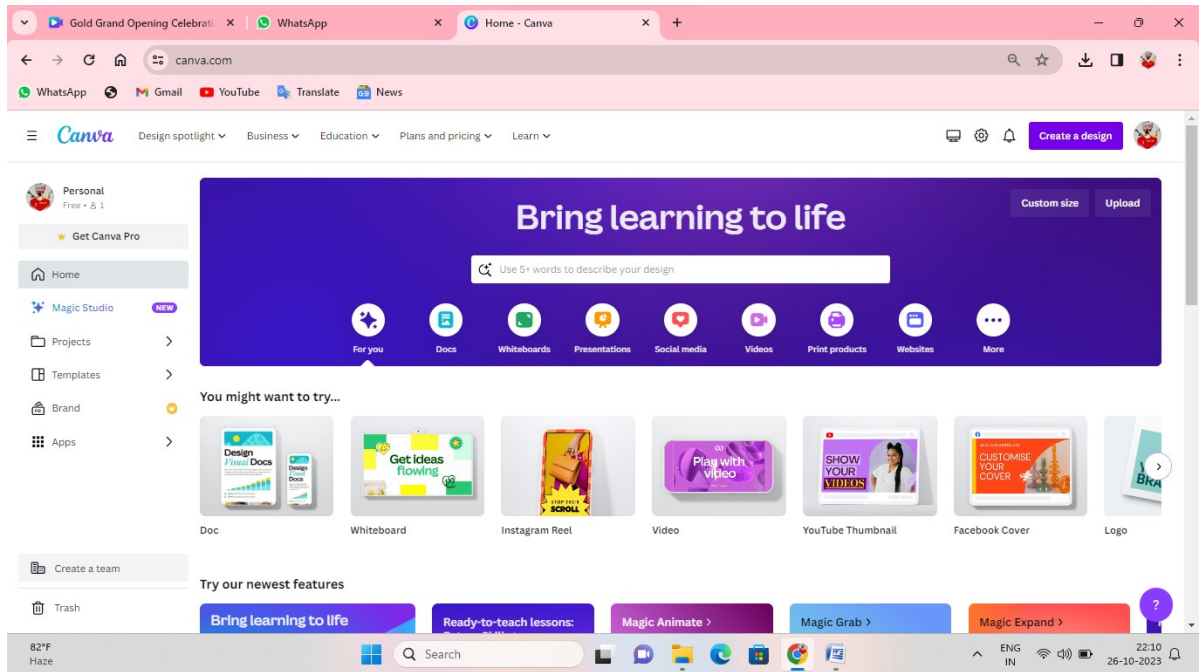 Gold Grand Opening Celebrati
WhatsApp
Home - Canva
canva.com
WhatsApp
Gmail
YouTube
Translate
News
Canva
Design spotlight
Business
Education
Plans and pricing
Learn
Create a design
Personal
Free • 1
Get Canva Pro
Home
Magic Studio NEW
Projects
Templates
Brand
Apps
Create a team
Trash
Custom size
Upload
Bring learning to life
Use 5+ words to describe your design
For you
Docs
Whiteboards
Presentations
Social media
Videos
Print products
Websites
More
You might want to try...
Design
Visual Docs
Design
Visual
Docs
Get ideas
flowing
STOP THEIR
SCROLL
Play with
video
SHOW
YOUR
VIDEOS
CUSTOMISE
YOUR
COVER
BRA
Doc
Whiteboard
Instagram Reel
Video
YouTube Thumbnail
Facebook Cover
Logo
Try our newest features
Bring learning to life
Ready-to-teach lessons:
Magic Animate >
Magic Grab >
Magic Expand >
?
82°F
Haze
Search
ENG
IN
22:10
26-10-2023